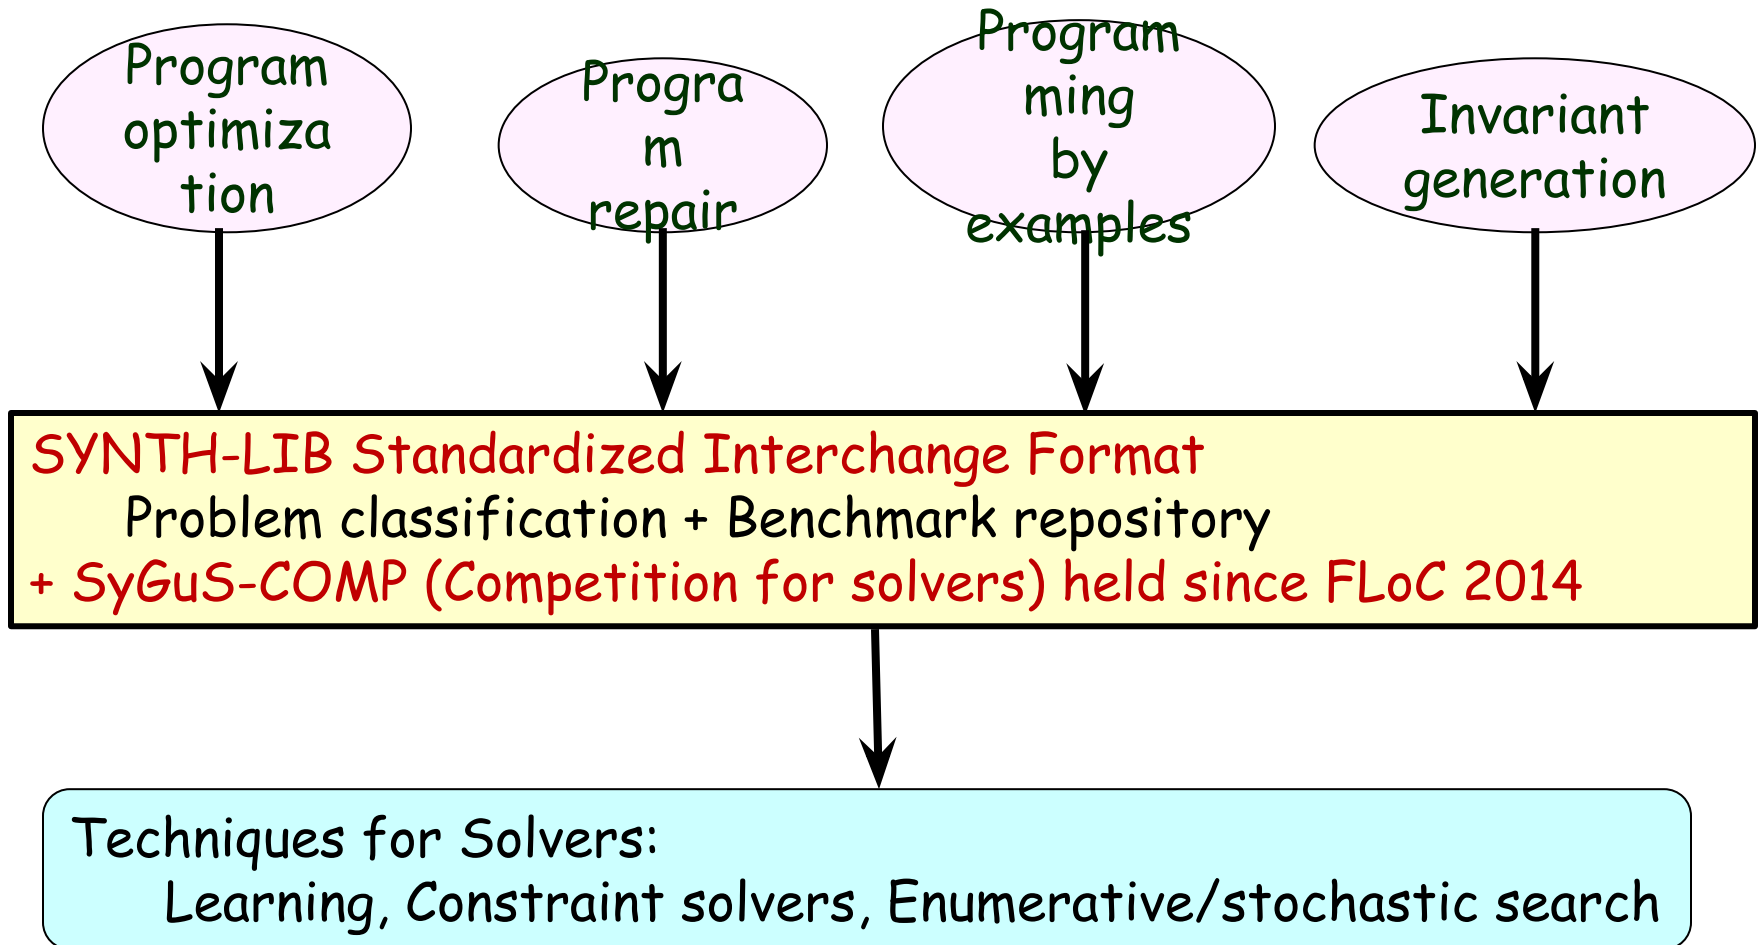 Program
optimiza
tion
Progra
m
repair
Program
ming
by
examples
Invariant
generation
SYNTH-LIB Standardized Interchange Format
Problem classification + Benchmark repository
+ SyGuS-COMP (Competition for solvers) held since FLoC 2014
Techniques for Solvers:
Learning, Constraint solvers, Enumerative/stochastic search